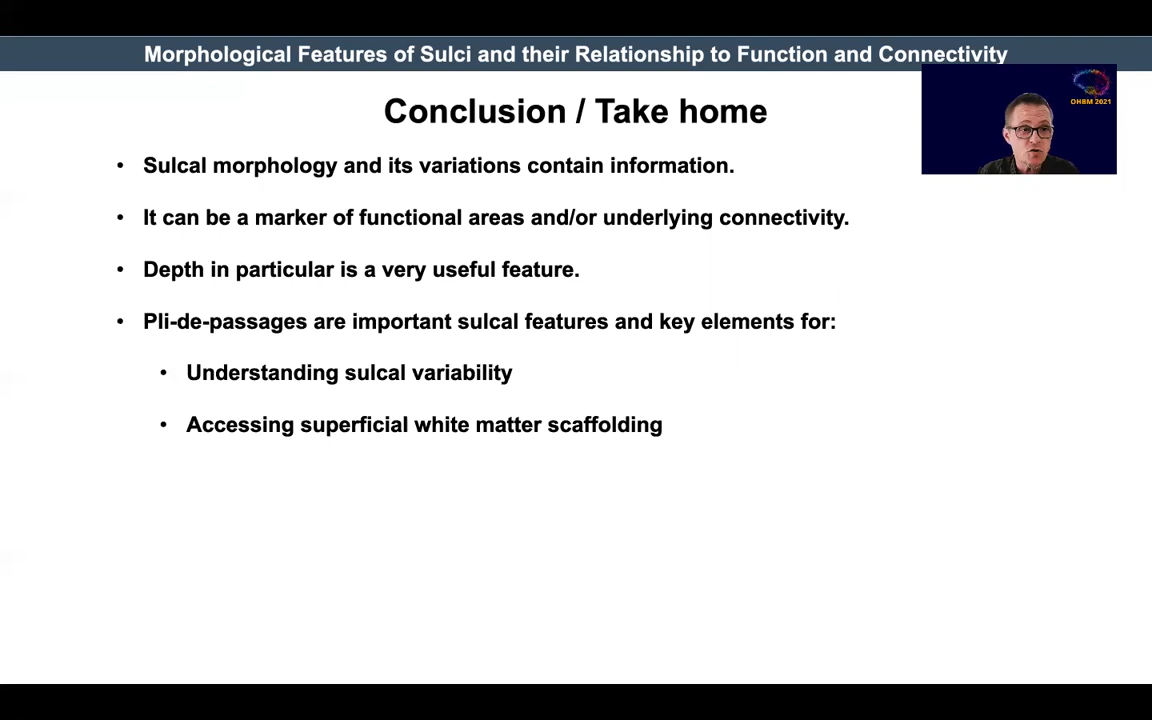 Morphological Features of Sulci and their Relationship to Function and Connectivity
OHBM 2021
Conclusion / Take home
• Sulcal morphology and its variations contain information.
• It can be a marker of functional areas and/or underlying connectivity.
• Depth in particular is a very useful feature.
• Pli-de-passages are important sulcal features and key elements for:
• Understanding sulcal variability
• Accessing superficial white matter scaffolding